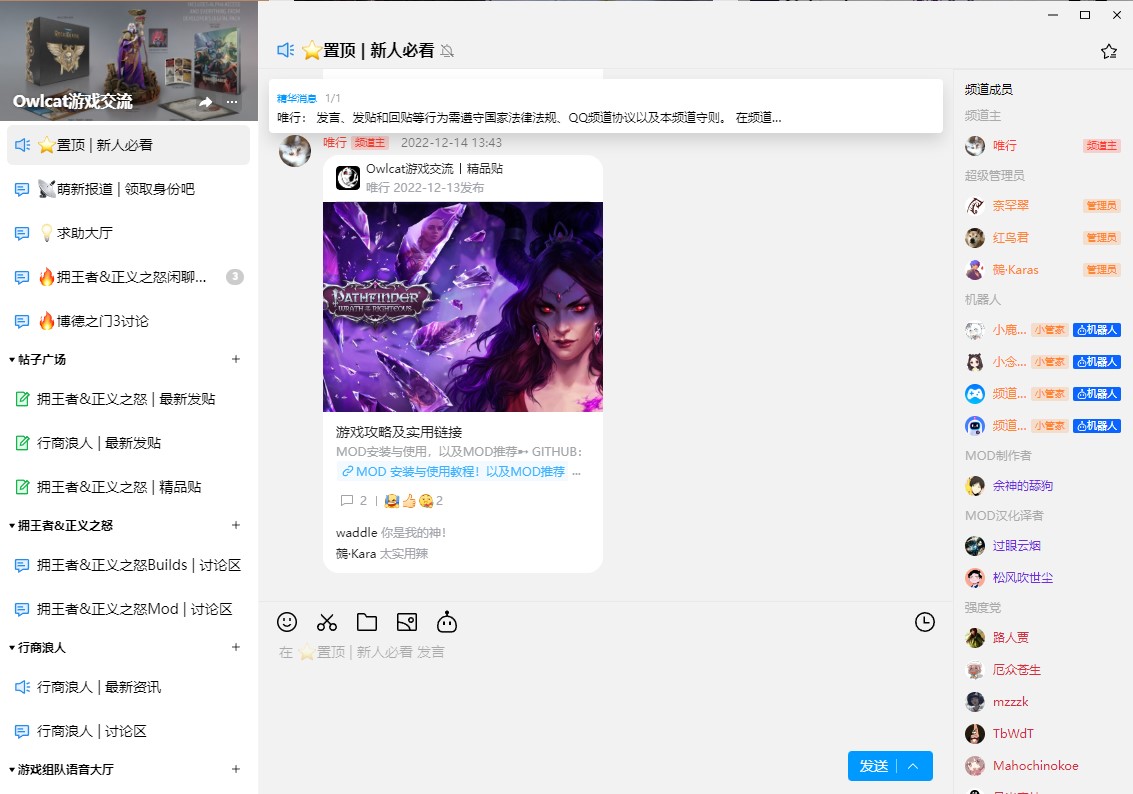 Owlcat游戏交流
⭐置顶 | 新人必看
📡萌新报道 | 领取身份吧
💡求助大厅
🔥拥王者&正义之怒闲聊...
3
🔥博德之门3讨论
帖子广场
拥王者&正义之怒 | 最新发贴
行商浪人 | 最新发贴
拥王者&正义之怒 | 精品贴
拥王者&正义之怒
拥王者&正义之怒Builds | 讨论区
拥王者&正义之怒Mod | 讨论区
行商浪人
行商浪人 | 最新资讯
行商浪人 | 讨论区
游戏组队语音大厅
⭐置顶 | 新人必看
精华消息 1/1
唯行： 发言、发贴和回贴等行为需遵守国家法律法规、QQ频道协议以及本频道守则。 在频道...
唯行 频道主 2022-12-14 13:43
Owlcat游戏交流丨精品贴
唯行 2022-12-13发布
PATHFINDER
WRATH OF THE RIGHTEOUS
游戏攻略及实用链接
MOD安装与使用，以及MOD推荐➳ GITHUB：
MOD 安装与使用教程！以及MOD推荐 ...
2 | 😹👍😋2
waddle 你是我的神！
鵺·Kara 太实用辣
在 ⭐置顶 | 新人必看 发言
发送
频道成员
频道主
唯行 频道主
超级管理员
奈罕斝 管理员
红鸟君 管理员
鵺·Karas 管理员
机器人
小鹿... 小管家 机器人
小念... 小管家 机器人
频道... 小管家 机器人
频道... 小管家 机器人
MOD制作者
余神的舔狗
MOD汉化译者
过眼云烟
松风吹世尘
强度党
路人贾
厄众苍生
mzzzk
TbWdT
Mahochinokoe